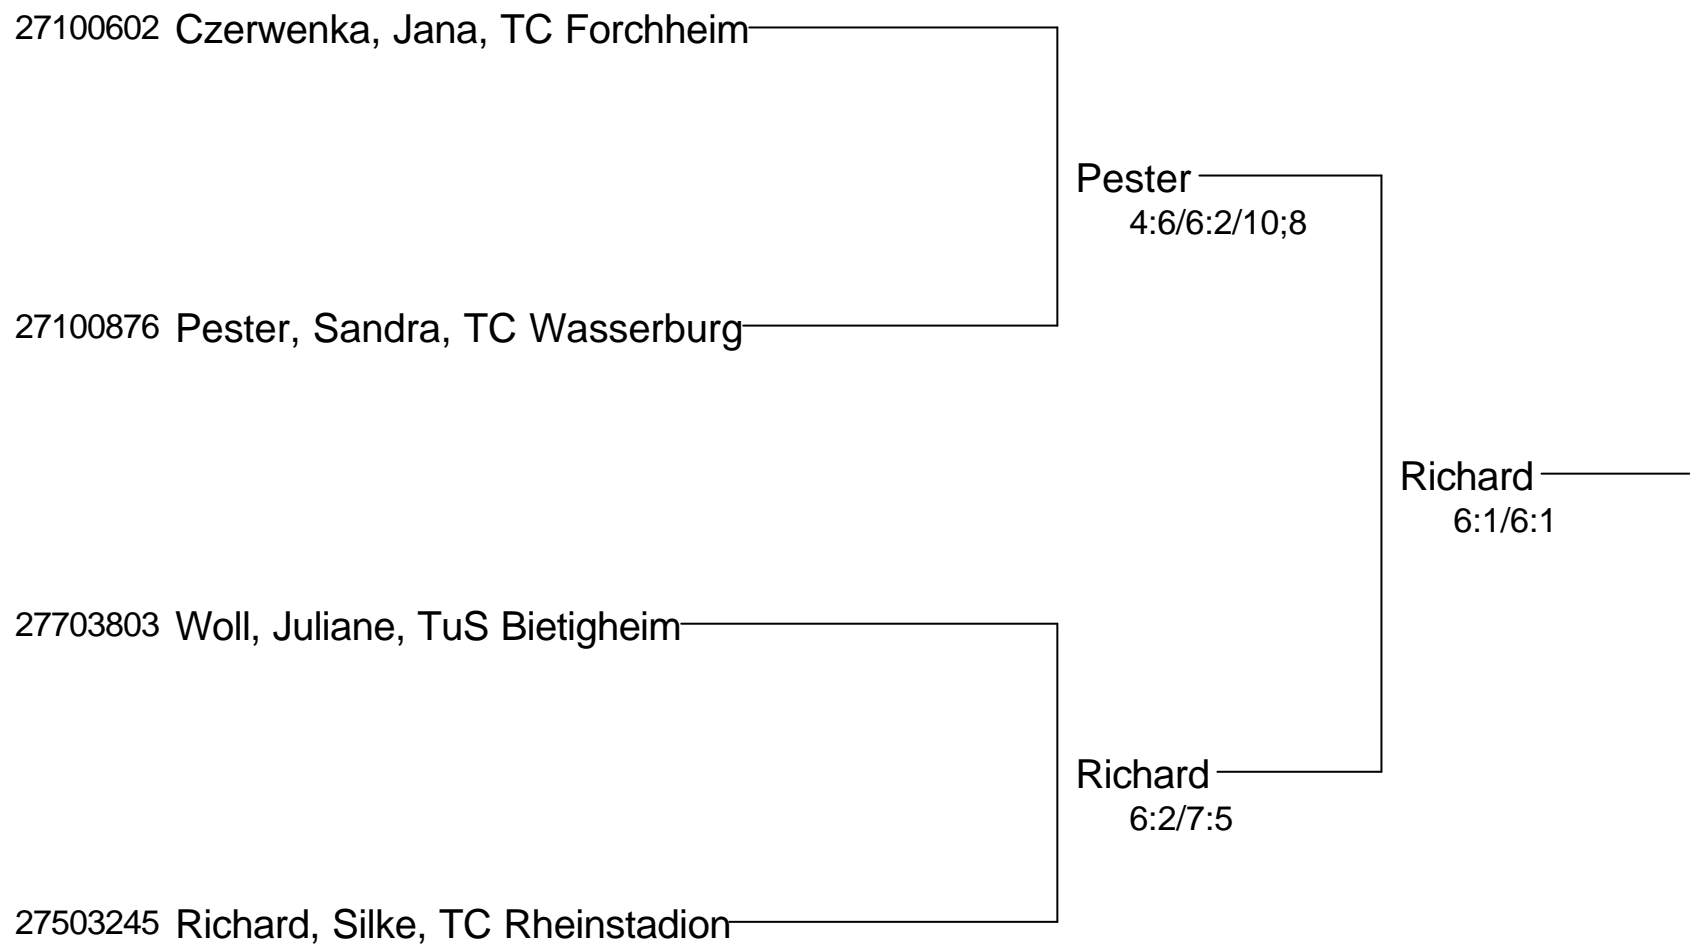 27100602 Czerwenka, Jana, TC Forchheim
Pester
4:6/6:2/10;8
27100876 Pester, Sandra, TC Wasserburg
Richard
6:1/6:1
27703803 Woll, Juliane, TuS Bietigheim
Richard
6:2/7:5
27503245 Richard, Silke, TC Rheinstadion